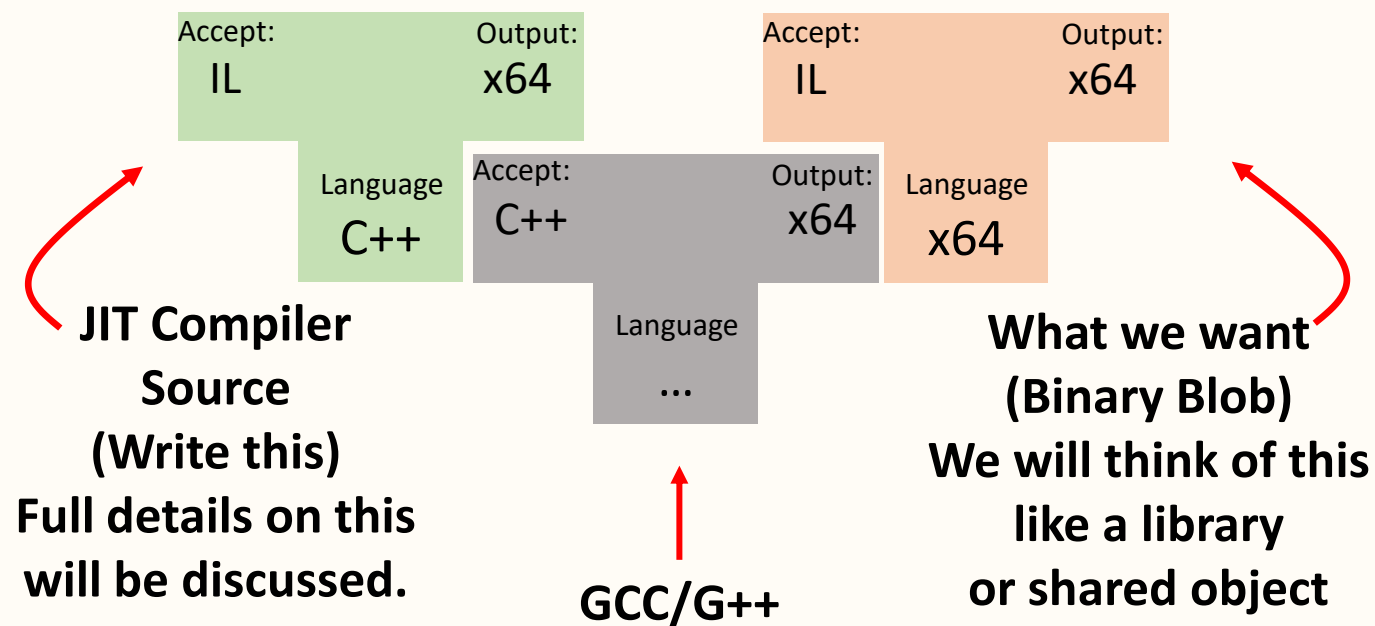 Accept:
Output:
IL
x64
Language
C++
Accept:
Output:
C++
x64
Language
...
Accept:
Output:
IL
x64
Language
x64
JIT Compiler
Source
(Write this)
Full details on this
will be discussed.
GCC/G++
What we want
(Binary Blob)
We will think of this
like a library
or shared object